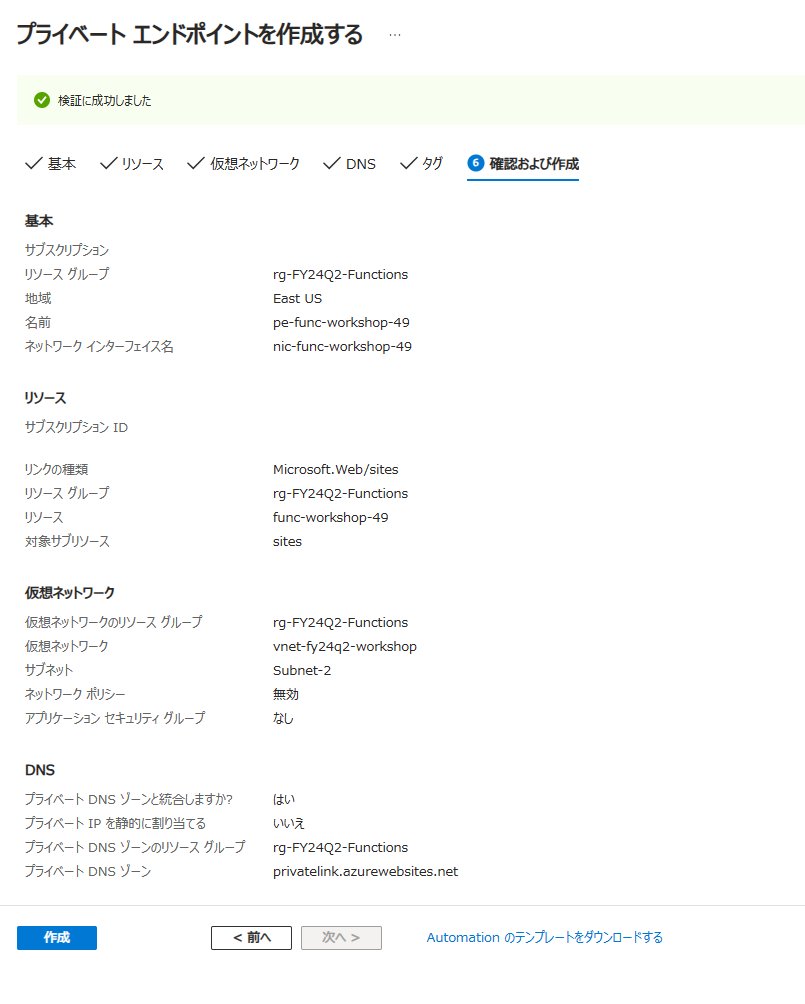 プライベート エンドポイントを作成する ...
検証に成功しました
基本 リソース 仮想ネットワーク DNS タグ 6 確認および作成
基本
サブスクリプション
リソース グループ rg-FY24Q2-Functions
地域 East US
名前 pe-func-workshop-49
ネットワーク インターフェイス名 nic-func-workshop-49
リソース
サブスクリプション ID
リンクの種類 Microsoft.Web/sites
リソース グループ rg-FY24Q2-Functions
リソース func-workshop-49
対象サブリソース sites
仮想ネットワーク
仮想ネットワークのリソース グループ rg-FY24Q2-Functions
仮想ネットワーク vnet-fy24q2-workshop
サブネット Subnet-2
ネットワーク ポリシー 無効
アプリケーション セキュリティ グループ なし
DNS
プライベート DNS ゾーンと統合しますか? はい
プライベート IP を静的に割り当てる いいえ
プライベート DNS ゾーンのリソース グループ rg-FY24Q2-Functions
プライベート DNS ゾーン privatelink.azurewebsites.net
作成 < 前へ 次へ > Automation のテンプレートをダウンロードする